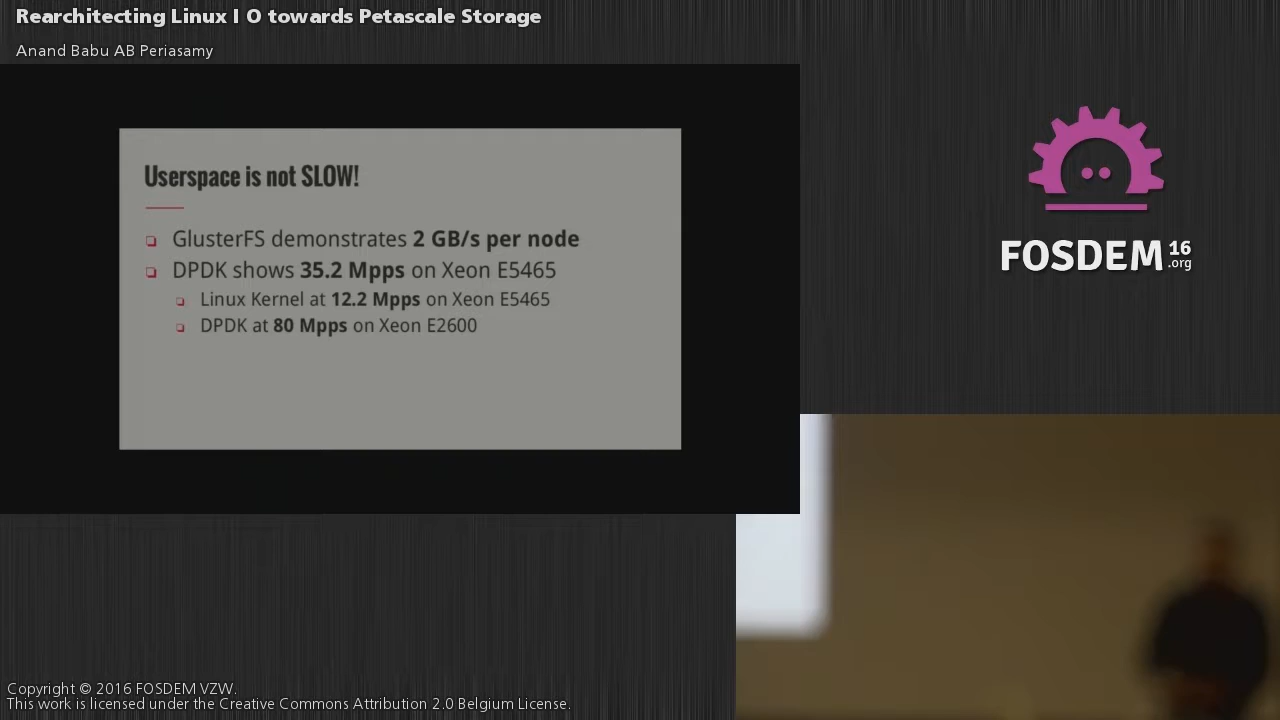 Rearchitecting Linux I O towards Petascale Storage
Anand Babu AB Periasamy
Userspace is not SLOW!
GlusterFS demonstrates 2 GB/s per node
DPDK shows 35.2 Mpps on Xeon E5465
Linux Kernel at 12.2 Mpps on Xeon E5465
DPDK at 80 Mpps on Xeon E2600
FOSDEM 16
.org
Copyright © 2016 FOSDEM VZW.
This work is licensed under the Creative Commons Attribution 2.0 Belgium License.